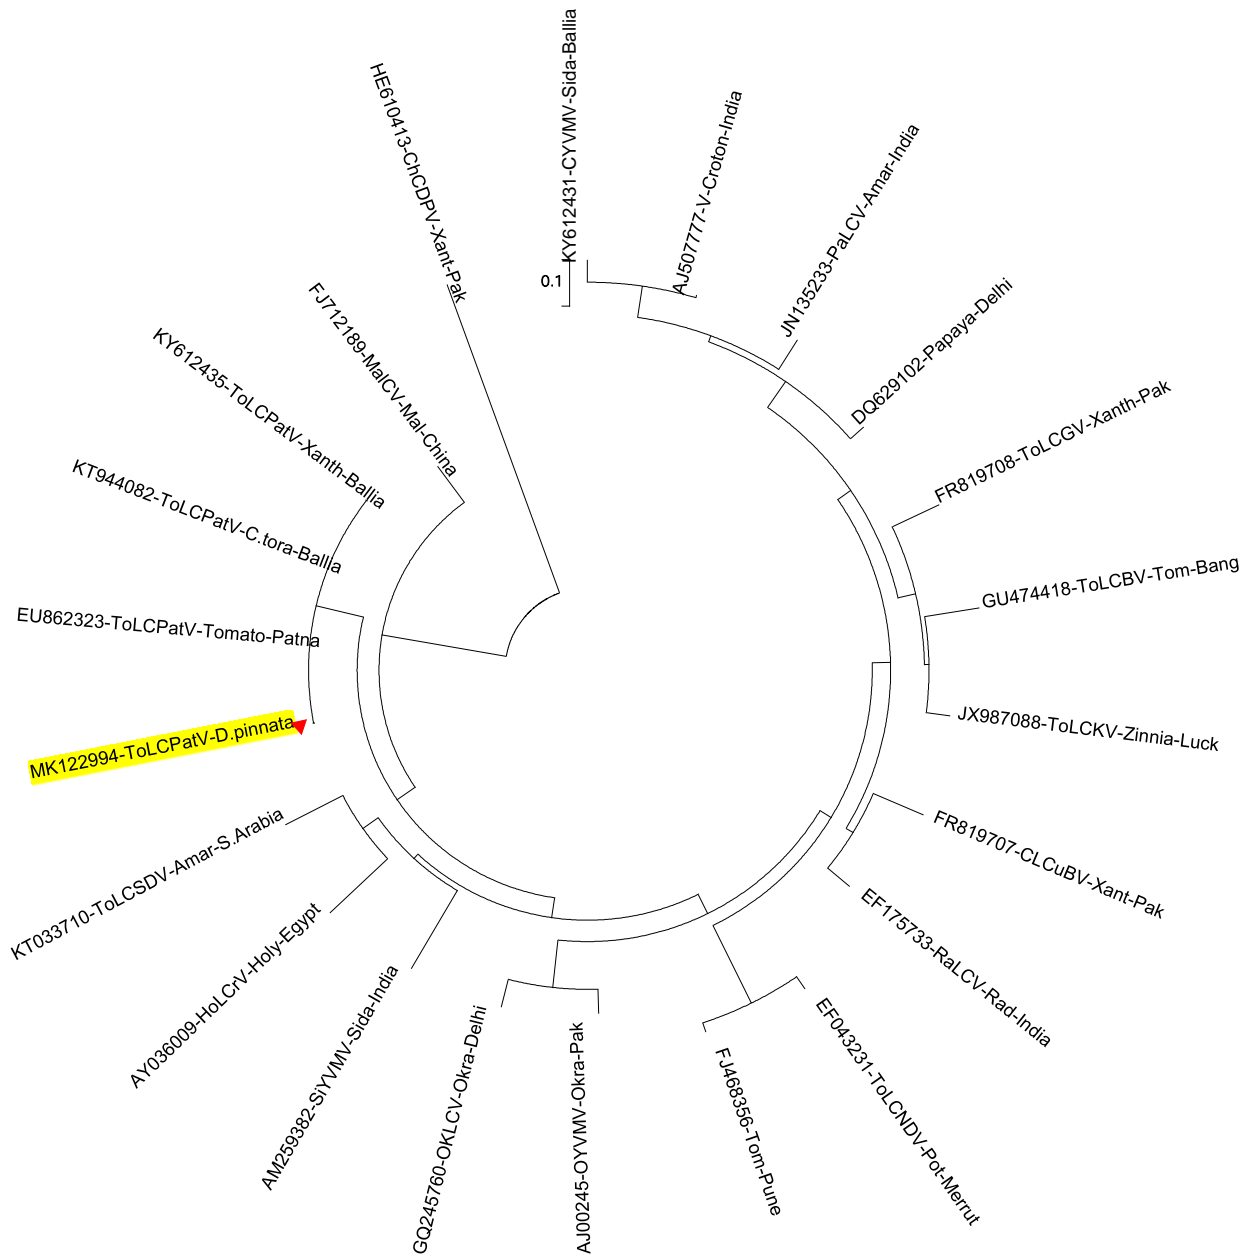 KY612431-CYVMV-Sida-Ballia
AJ507777-V-Croton-India
JN135233-PaLCV-Amar-India
DQ629102-Papaya-Delhi
FR819708-ToLCGV-Xanth-Pak
GU474418-ToLCBV-Tom-Bang
JX987088-ToLCKV-Zinnia-Luck
FR819707-CLCuBV-Xant-Pak
EF175733-RaLCV-Rad-India
EF043231-ToLCNDV-Pot-Merrut
FJ468356-Tom-Pune
AJ00245-OYVMV-Okra-Pak
GQ245760-OKLCV-Okra-Delhi
AM259382-SiYVMV-Sida-India
AY036009-HoLCrV-Holy-Egypt
KT033710-ToLCSDV-Amar-S.Arabia
MK122994-ToLCPatV-D.pinnata
EU862323-ToLCPatV-Tomato-Patna
KT944082-ToLCPatV-C.tora-Ballia
KY612435-ToLCPatV-Xanth-Ballia
FJ712189-MalCV-Mal-China
HE610413-ChCDPV-Xant-Pak
0.1